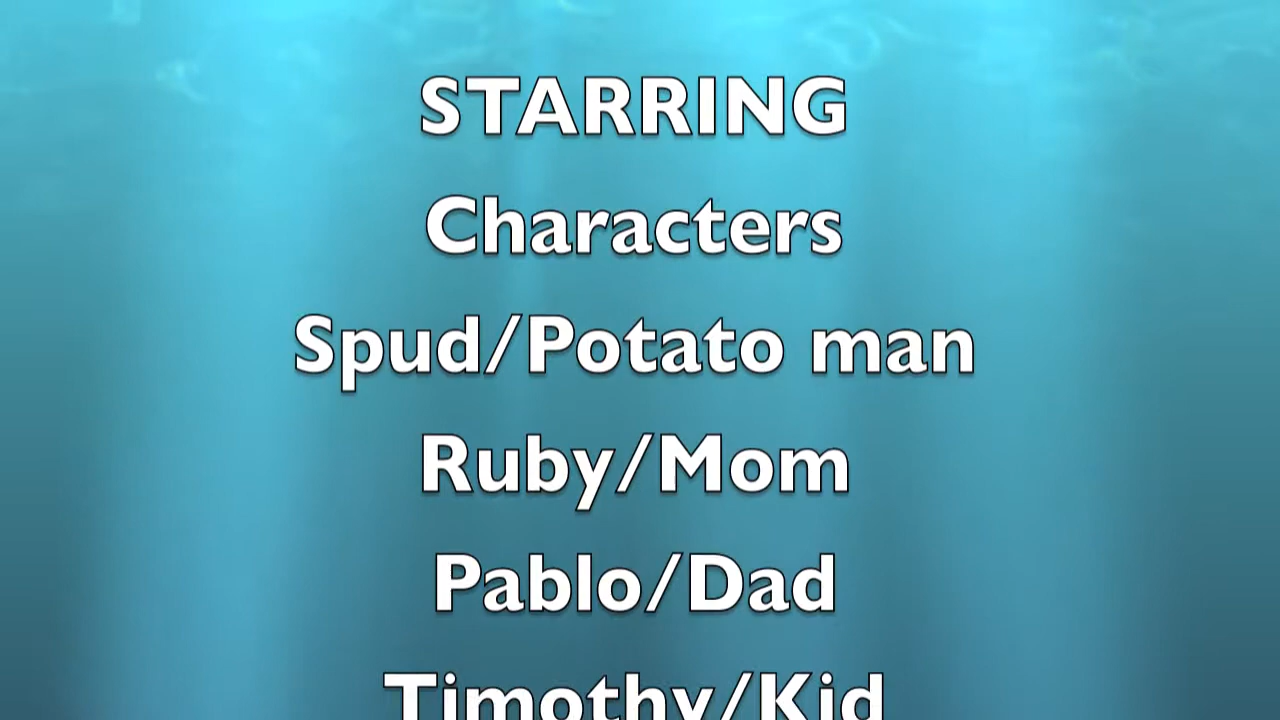 STARRING
Characters
Spud/Potato man
Ruby/Mom
Pablo/Dad
Timothy/Kid